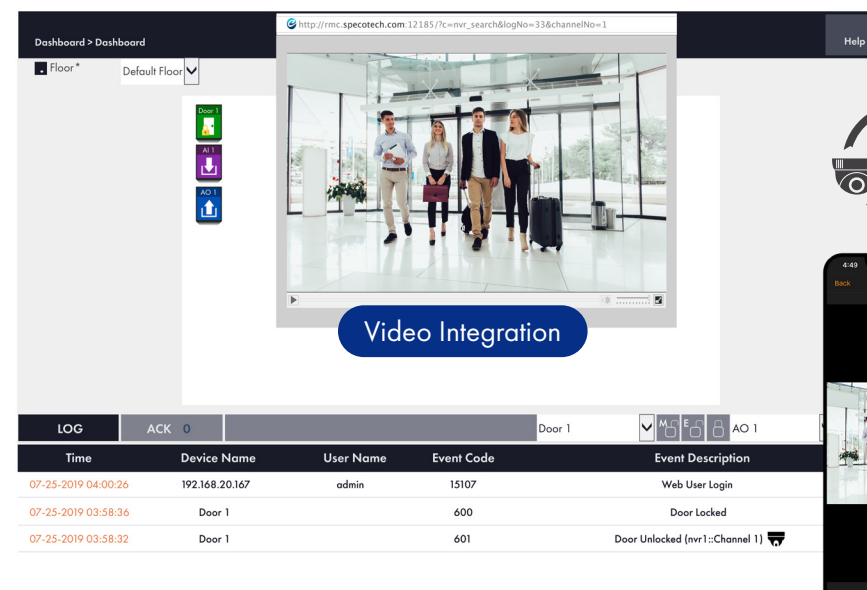 http://rmc.specotech.com:12185/?c=nvr_search&logNo=33&channelNo=1
Dashboard > Dashboard
Help
Floor*
Default Floor
Door 1
AI 1
AO 1
4:49
Back
Video Integration
LOG
ACK 0
Door 1
M
E
AO 1
Time Device Name User Name Event Code Event Description
07-25-2019 04:00:26 192.168.20.167 admin 15107 Web User Login
07-25-2019 03:58:36 Door 1 600 Door Locked
07-25-2019 03:58:32 Door 1 601 Door Unlocked (nvr1::Channel 1)